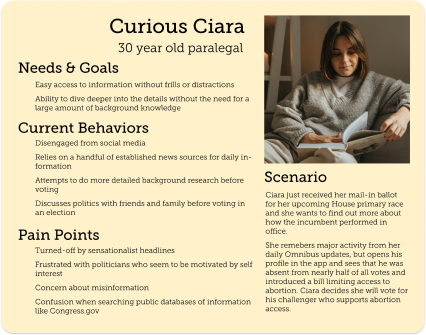 Curious Ciara
30 year old paralegal
Needs & Goals
Easy access to information without frills or distractions
Ability to dive deeper into the details without the need for a
large amount of background knowledge
Current Behaviors
Disengaged from social media
Relies on a handful of established news sources for daily in-
formation
Attempts to do more detailed background research before
voting
Discusses politics with friends and family before voting in
an election
Pain Points
Turned-off by sensationalist headlines
Frustrated with politicians who seem to be motivated by self
interest
Concern about misinformation
Confusion when searching public databases of information
like Congress.gov
Scenario
Ciara just received her mail-in ballot
for her upcoming House primary race
and she wants to find out more about
how the incumbent performed in
office.
She remebers major activity from her
daily Omnibus updates, but opens his
profile in the app and sees that he was
absent from nearly half of all votes and
introduced a bill limiting access to
abortion. Ciara decides she will vote for
his challenger who supports abortion
access.